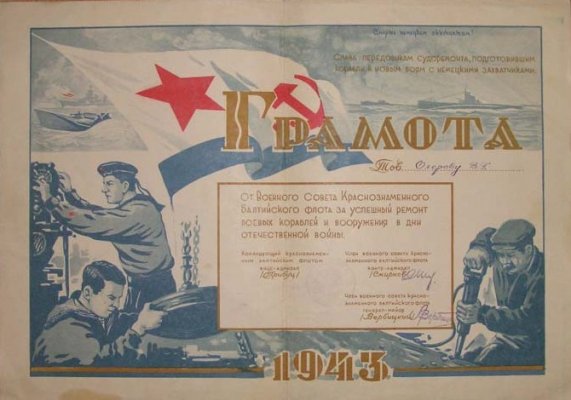 Смерть немецким оккупантам!
Слава передовикам судоремонта, подготовившим
корабли к новым боям с немецкими захватчиками.
Грамота
Тов.
От Военного Совета Краснознаменного
Балтийского флота за успешный ремонт
боевых кораблей и вооружения в дни
отечественной войны.
Командующий краснознамен-
ным балтийским флотом
вице-адмирал
(Трибуц)
Член военного совета красно-
знаменного балтийского флота
контр-адмирал
(Смирнов)
Член военного совета красно-
знаменного балтийского флота
генерал-майор
(Вербицкий)
1943